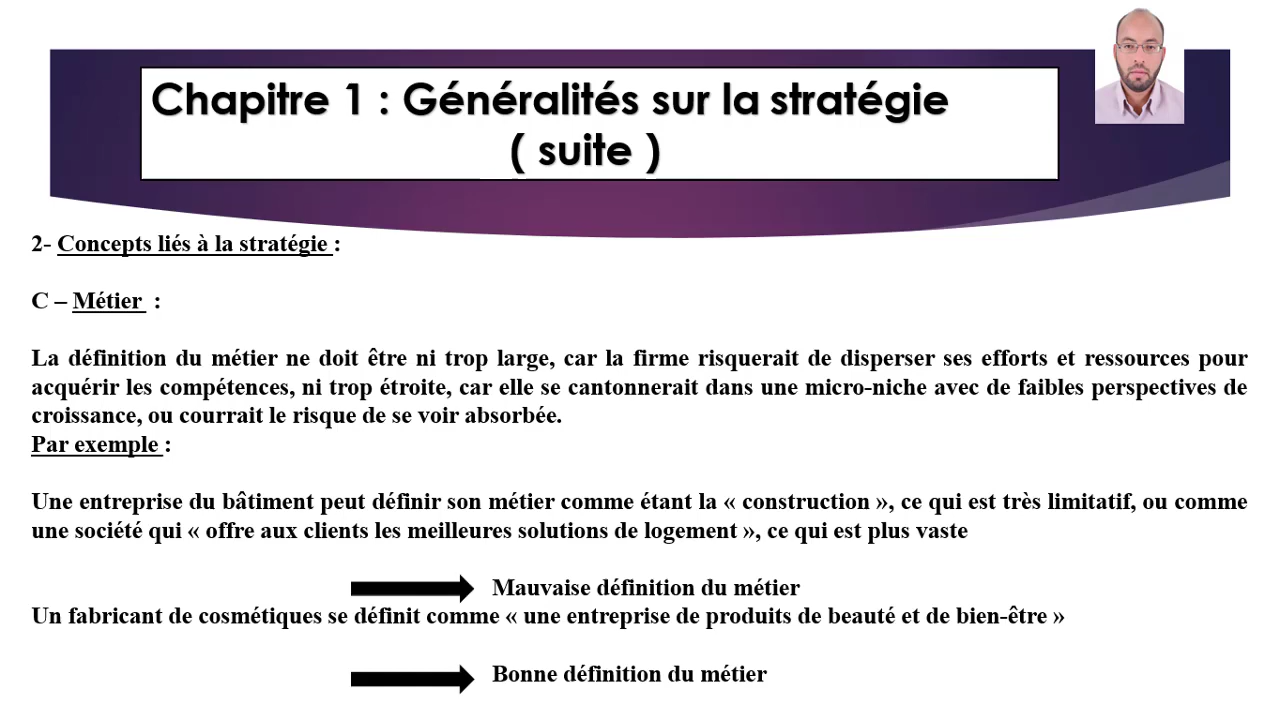 Chapitre 1 : Généralités sur la stratégie
( suite )
2- Concepts liés à la stratégie :
C – Métier :
La définition du métier ne doit être ni trop large, car la firme risquerait de disperser ses efforts et ressources pour
acquérir les compétences, ni trop étroite, car elle se cantonnerait dans une micro-niche avec de faibles perspectives de
croissance, ou courrait le risque de se voir absorbée.
Par exemple :
Une entreprise du bâtiment peut définir son métier comme étant la « construction », ce qui est très limitatif, ou comme
une société qui « offre aux clients les meilleures solutions de logement », ce qui est plus vaste
Mauvaise définition du métier
Un fabricant de cosmétiques se définit comme « une entreprise de produits de beauté et de bien-être »
Bonne définition du métier